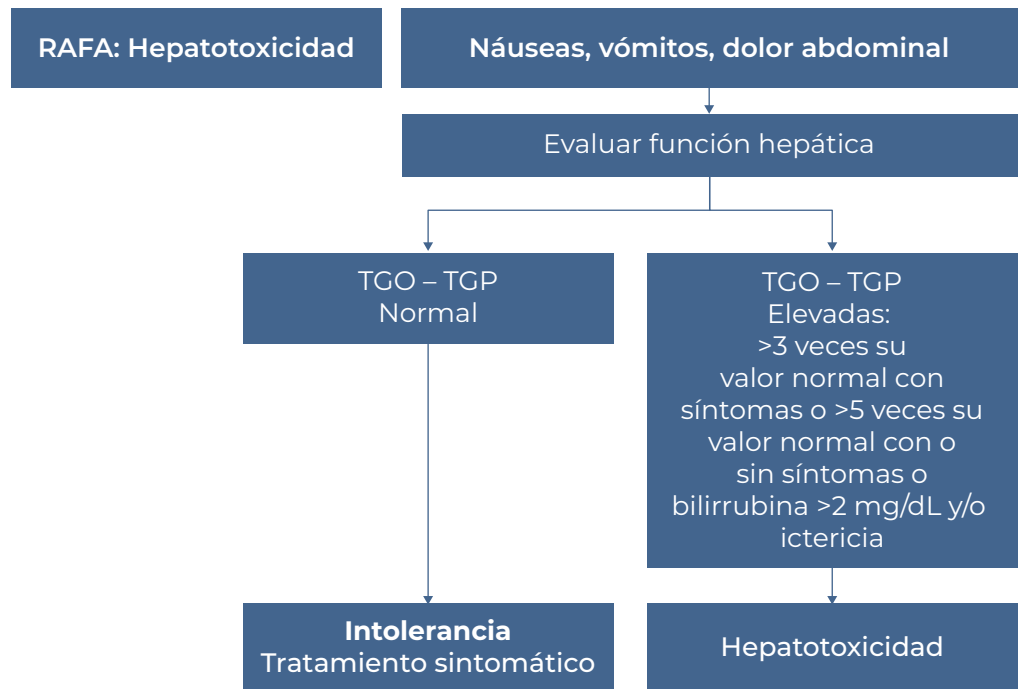 RAFA: Hepatotoxicidad
Náuseas, vómitos, dolor abdominal
Evaluar función hepática
TGO – TGP
Normal
TGO – TGP
Elevadas:
>3 veces su
valor normal con
síntomas o >5 veces su
valor normal con o
sin síntomas o
bilirrubina >2 mg/dL y/o
ictericia
Intolerancia
Tratamiento sintomático
Hepatotoxicidad